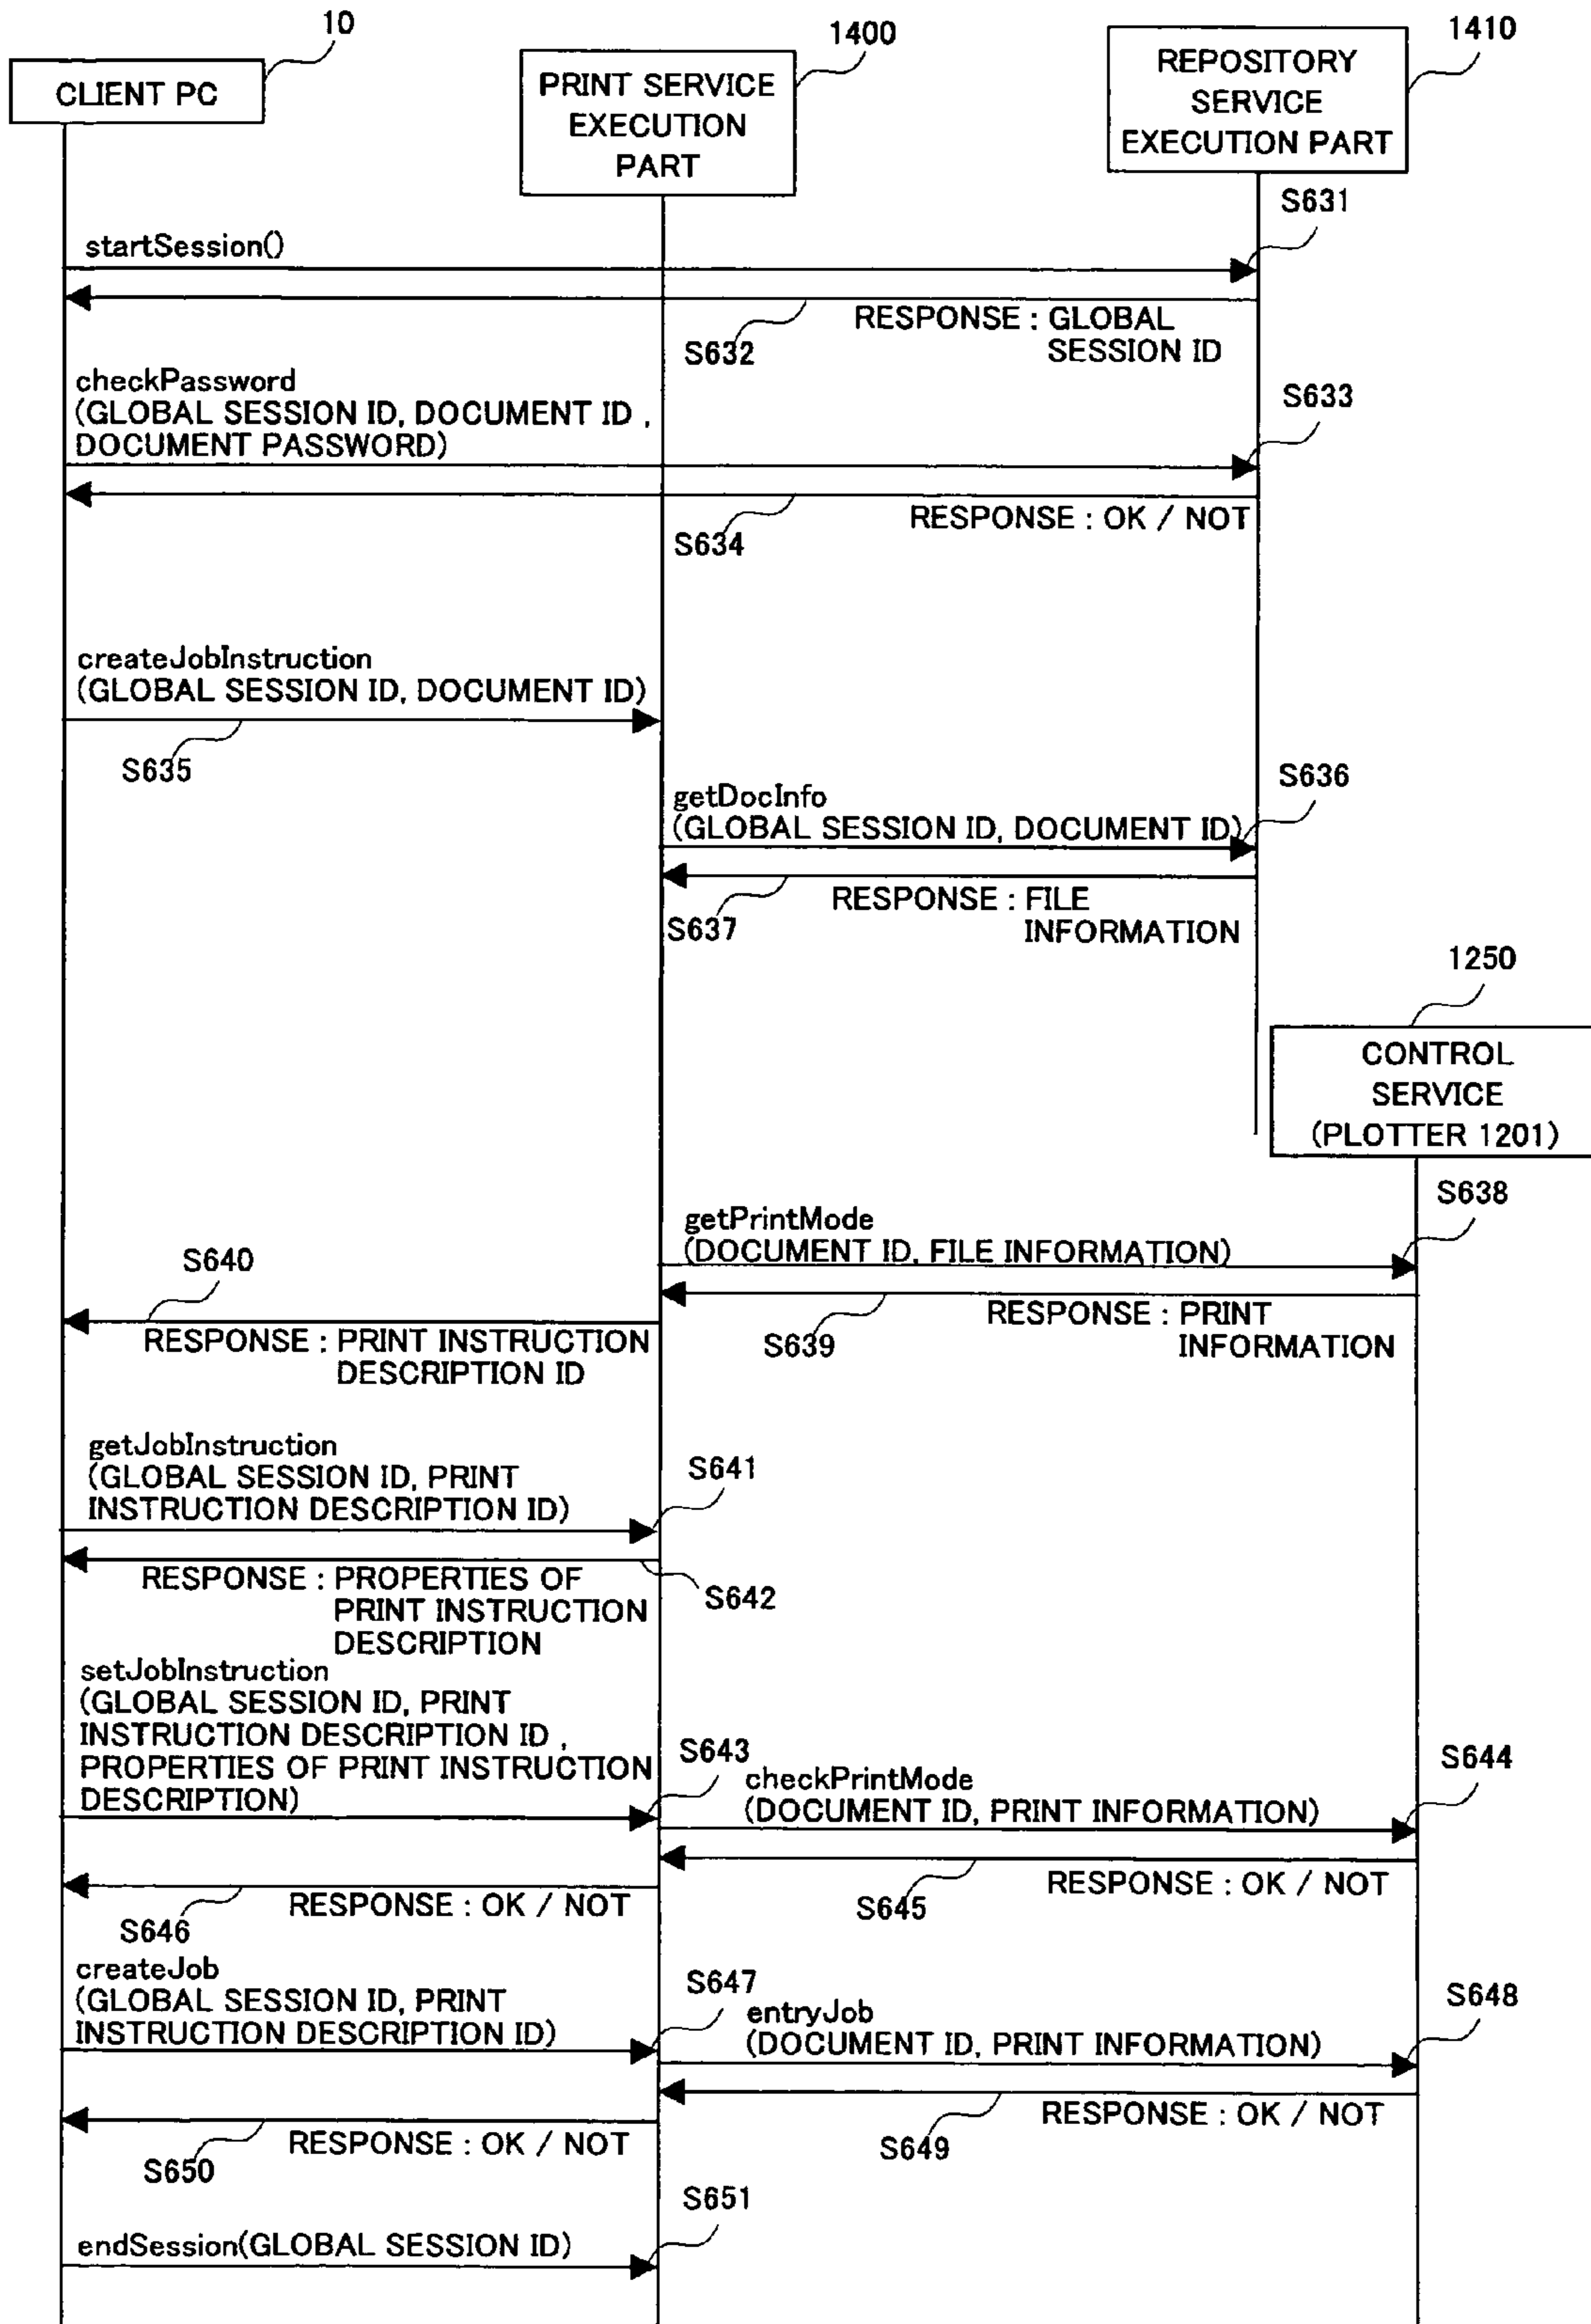 10
CLIENT PC
1400
PRINT SERVICE
EXECUTION
PART
1410
REPOSITORY
SERVICE
EXECUTION PART
S631
startSession()
RESPONSE : GLOBAL
SESSION ID
S632
checkPassword
(GLOBAL SESSION ID, DOCUMENT ID ,
DOCUMENT PASSWORD)
S633
RESPONSE : OK / NOT
S634
createJobInstruction
(GLOBAL SESSION ID, DOCUMENT ID)
S635
S636
getDocInfo
(GLOBAL SESSION ID, DOCUMENT ID)
RESPONSE : FILE
INFORMATION
S637
1250
CONTROL
SERVICE
(PLOTTER 1201)
S638
getPrintMode
(DOCUMENT ID, FILE INFORMATION)
S640
RESPONSE : PRINT
INFORMATION
S639
RESPONSE : PRINT INSTRUCTION
DESCRIPTION ID
getJobInstruction
(GLOBAL SESSION ID, PRINT
INSTRUCTION DESCRIPTION ID)
S641
RESPONSE : PROPERTIES OF
PRINT INSTRUCTION
DESCRIPTION
S642
setJobInstruction
(GLOBAL SESSION ID, PRINT
INSTRUCTION DESCRIPTION ID ,
PROPERTIES OF PRINT INSTRUCTION
DESCRIPTION)
S643
checkPrintMode
(DOCUMENT ID, PRINT INFORMATION)
S644
RESPONSE : OK / NOT
S645
RESPONSE : OK / NOT
S646
createJob
(GLOBAL SESSION ID, PRINT
INSTRUCTION DESCRIPTION ID)
S647
entryJob
(DOCUMENT ID, PRINT INFORMATION)
S648
RESPONSE : OK / NOT
S649
RESPONSE : OK / NOT
S650
S651
endSession(GLOBAL SESSION ID)